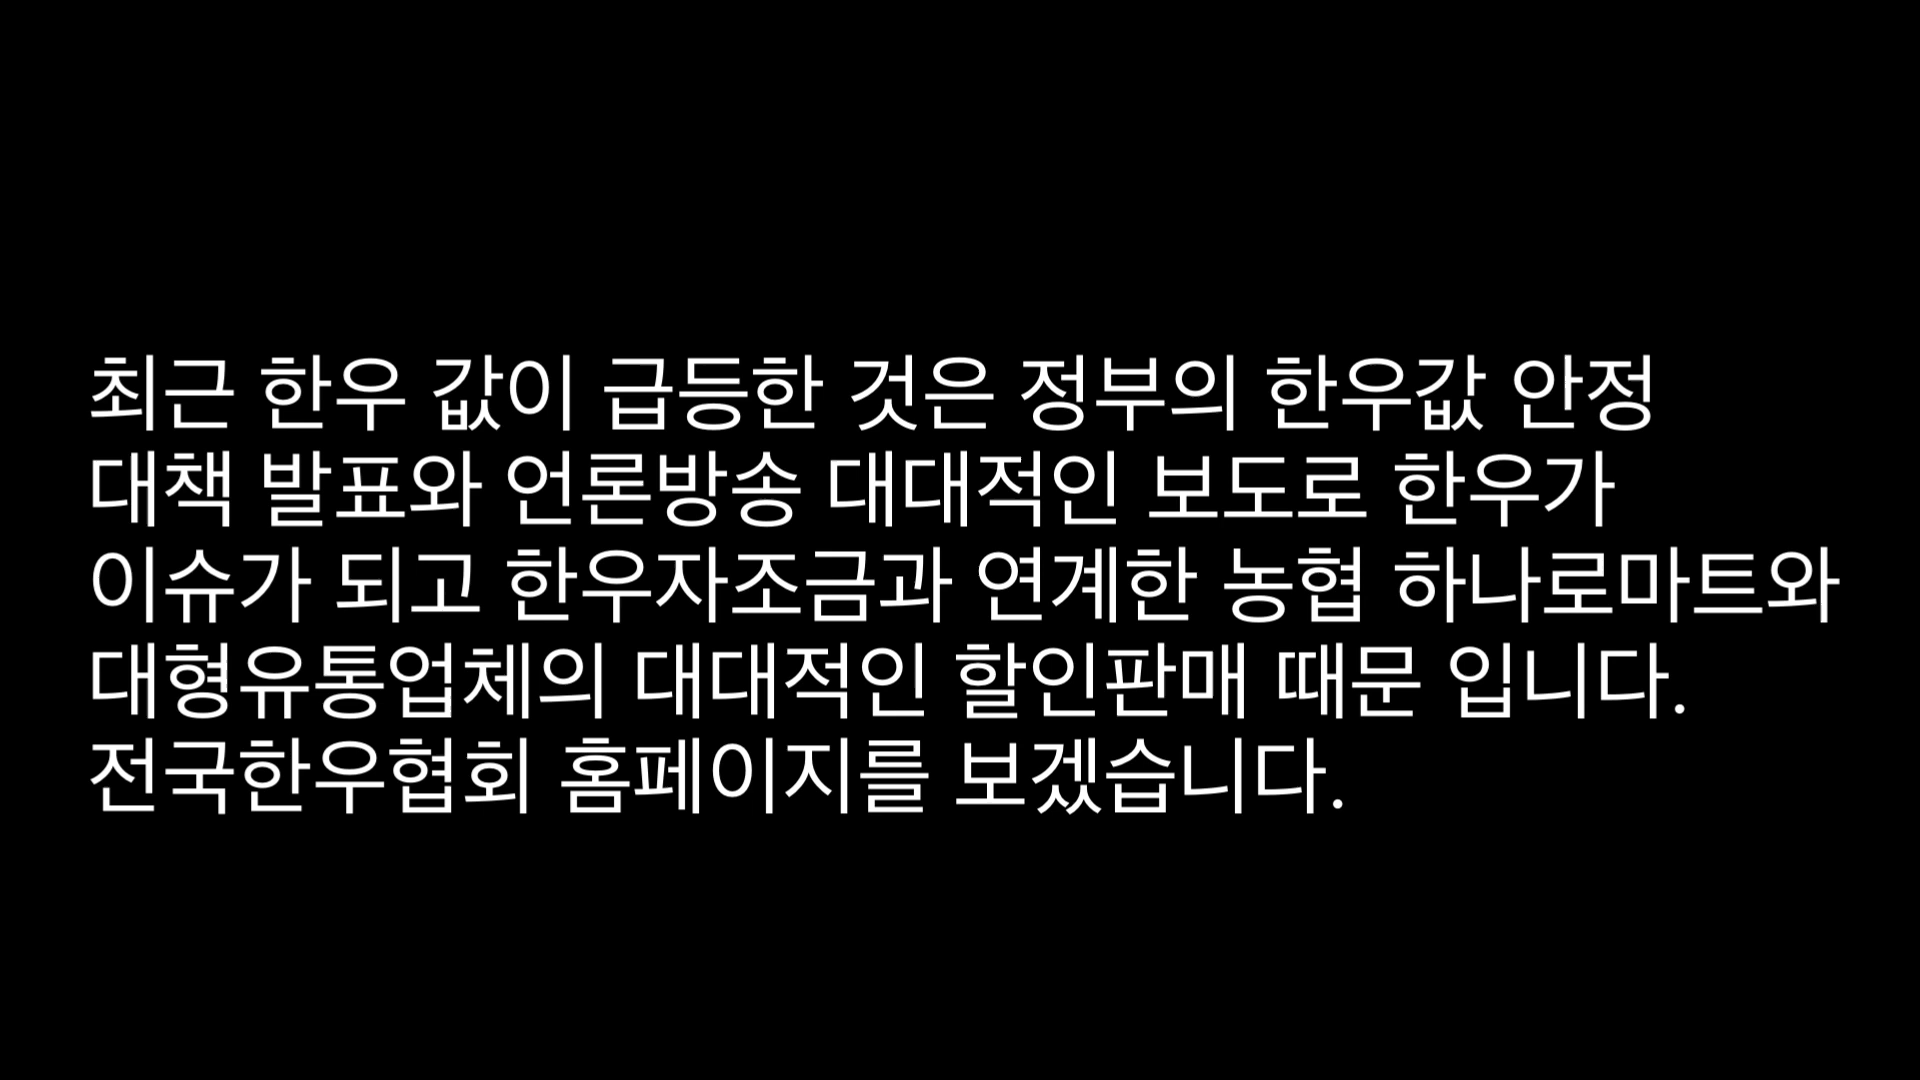 최근 한우 값이 급등한 것은 정부의 한우값 안정
대책 발표와 언론방송 대대적인 보도로 한우가
이슈가 되고 한우자조금과 연계한 농협 하나로마트와
대형유통업체의 대대적인 할인판매 때문 입니다.
전국한우협회 홈페이지를 보겠습니다.